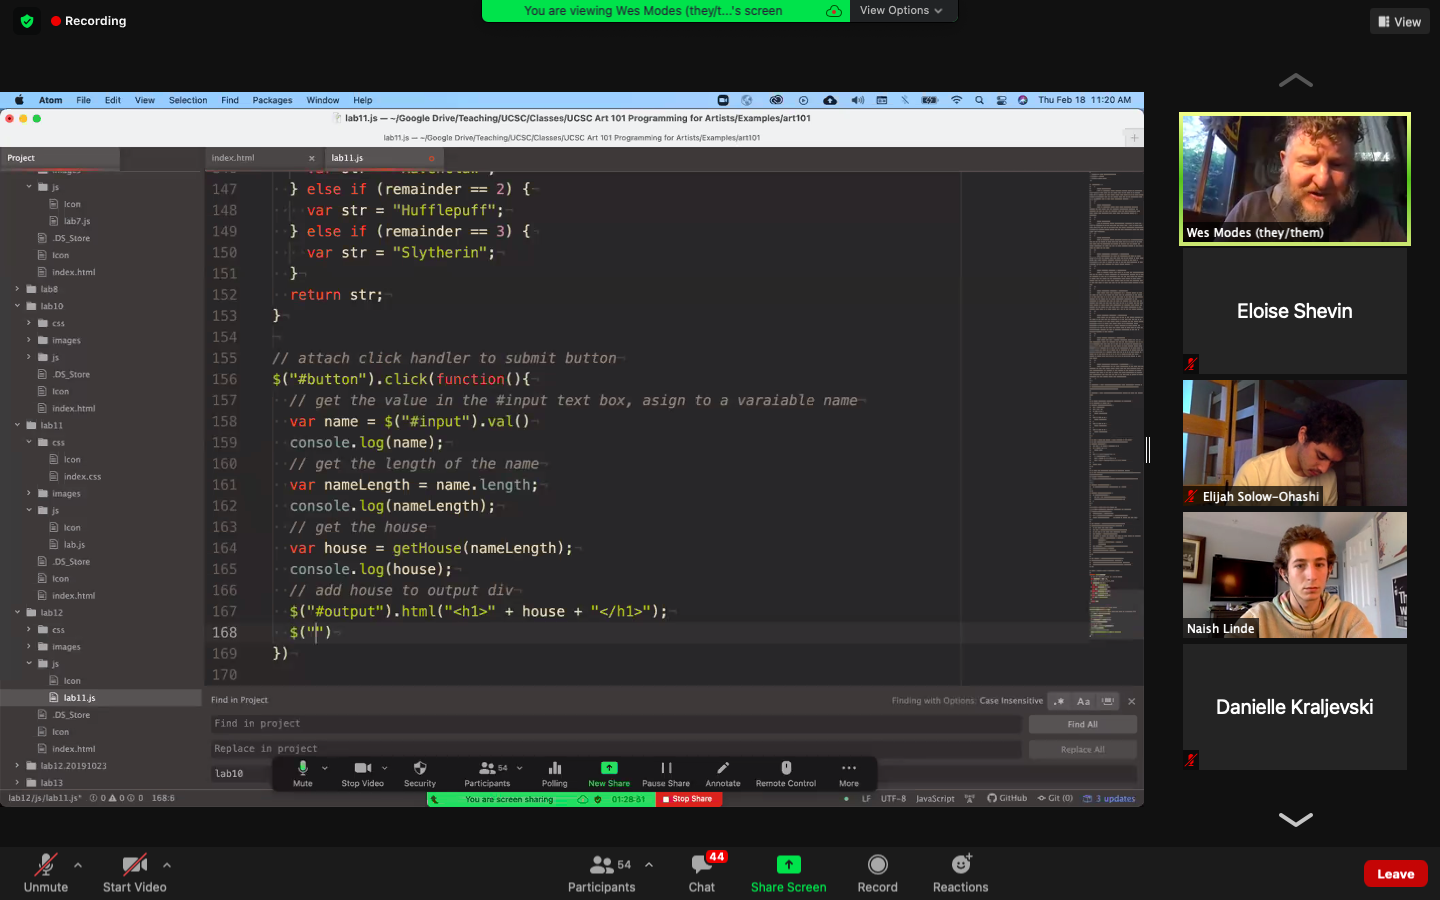 Recording
You are viewing Wes Modes (they/t...'s screen
View Options
View
Atom File Edit View Selection Find Packages Window Help
Thu Feb 18 11:20 AM
lab11.js — ~/Google Drive/Teaching/UCSC/Classes/UCSC Art 101 Programming for Artists/Examples/art101
lab11.js — ~/Google Drive/Teaching/UCSC/Classes/UCSC Art 101 Programming for Artists/Examples/art101
Project
index.html
lab11.js
js
Icon
lab7.js
.DS_Store
Icon
index.html
lab8
lab10
css
images
js
.DS_Store
Icon
index.html
lab11
css
Icon
index.css
images
js
Icon
lab.js
.DS_Store
Icon
index.html
lab12
css
images
js
Icon
lab11.js
.DS_Store
Icon
index.html
lab12.20191023
lab13
147 } else if (remainder == 2) {
148 var str = "Hufflepuff";
149 } else if (remainder == 3) {
150 var str = "Slytherin";
151 }
152 return str;
153 }
154
155 // attach click handler to submit button
156 $("#button").click(function(){
157 // get the value in the #input text box, asign to a varaiable name
158 var name = $("#input").val()
159 console.log(name);
160 // get the length of the name
161 var nameLength = name.length;
162 console.log(nameLength);
163 // get the house
164 var house = getHouse(nameLength);
165 console.log(house);
166 // add house to output div
167 $("#output").html("<h1>" + house + "</h1>");
168 $("")
169 })
170
Find in Project
Finding with Options: Case Insensitive
.* Aa
Find in project
Find All
Replace in project
Replace All
lab10
Mute
Stop Video
Security
54
Participants
Polling
New Share
Pause Share
Annotate
Remote Control
More
You are screen sharing
01:28:51
Stop Share
lab12/js/lab11.js* 0 0 0 168:6
LF UTF-8 JavaScript GitHub Git (0) 3 updates
Wes Modes (they/them)
Eloise Shevin
Elijah Solow-Ohashi
Naish Linde
Danielle Kraljevski
Unmute
Start Video
54
Participants
44
Chat
Share Screen
Record
Reactions
Leave